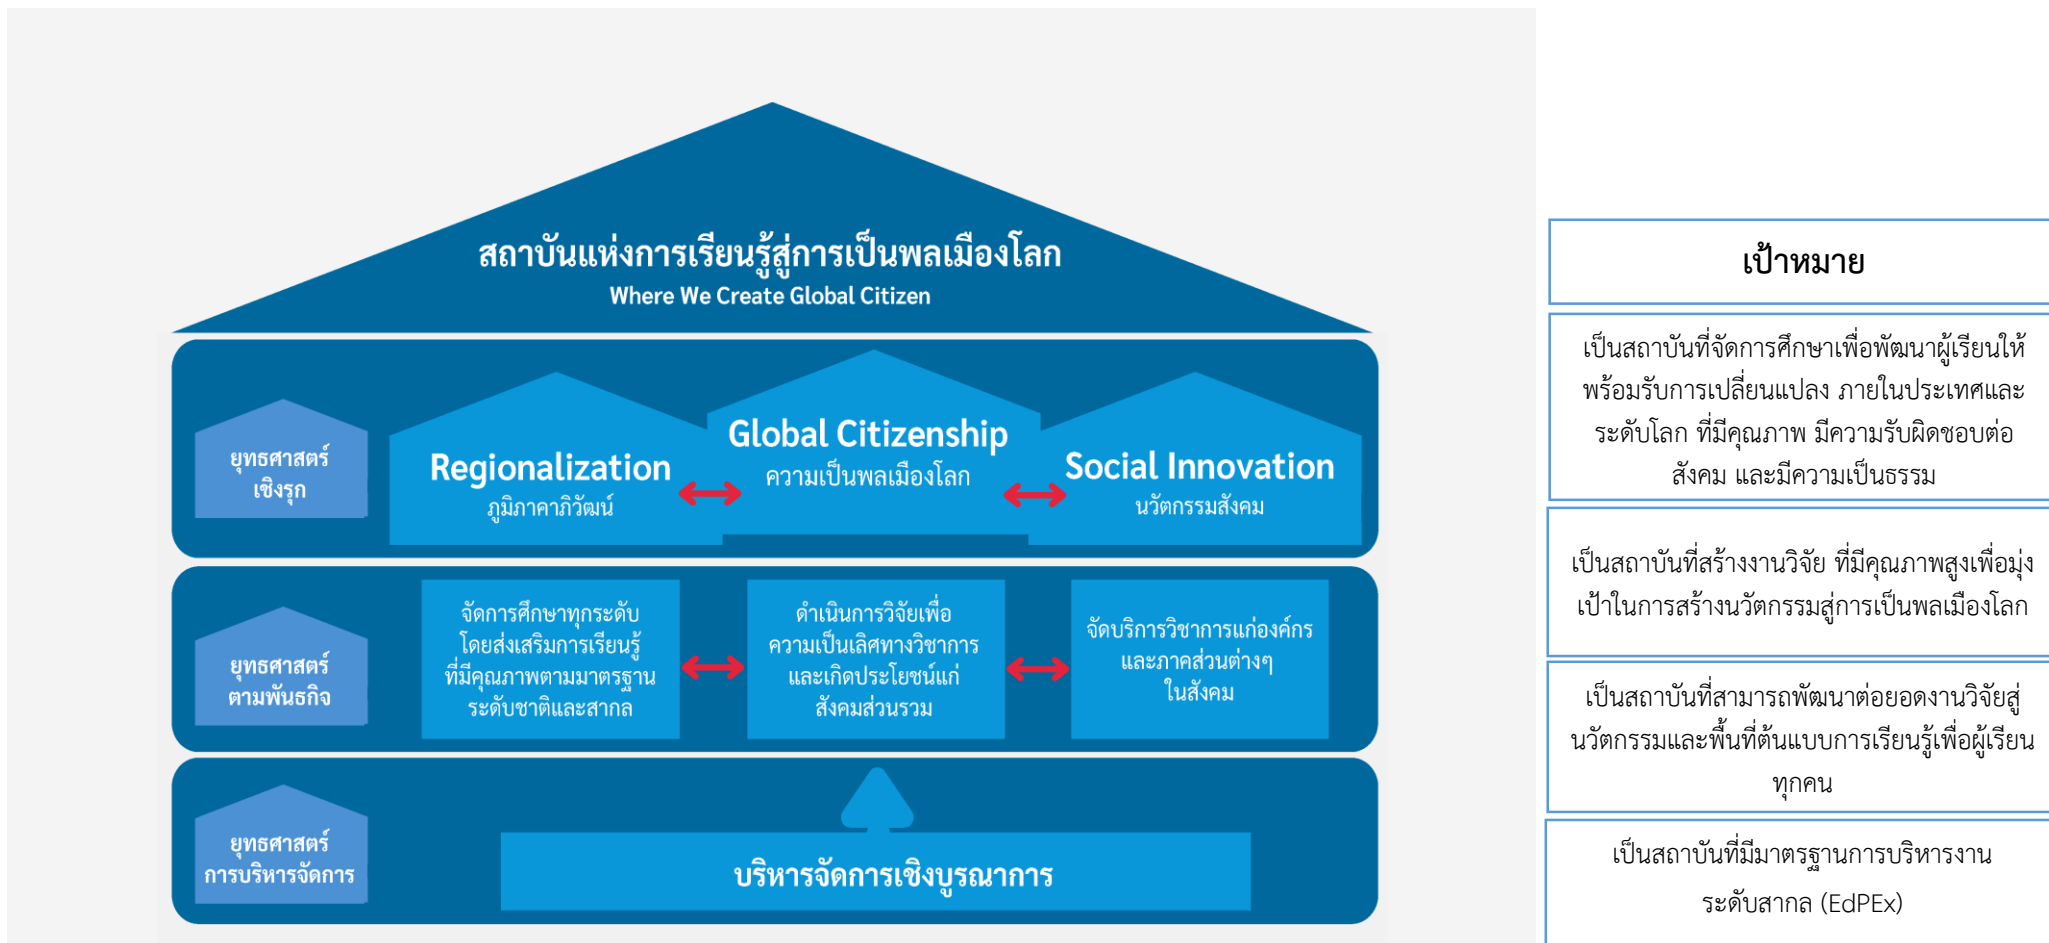 สถาบันแห่งการเรียนรู้สู่การเป็นพลเมืองโลก
Where We Create Global Citizen
ยุทธศาสตร์
เชิงรุก
Regionalization
ภูมิภาคาภิวัฒน์
Global Citizenship
ความเป็นพลเมืองโลก
Social Innovation
นวัตกรรมสังคม
ยุทธศาสตร์
ตามพันธกิจ
จัดการศึกษาทุกระดับ
โดยส่งเสริมการเรียนรู้
ที่มีคุณภาพตามมาตรฐาน
ระดับชาติและสากล
ดำเนินการวิจัยเพื่อ
ความเป็นเลิศทางวิชาการ
และเกิดประโยชน์แก่
สังคมส่วนรวม
จัดบริการวิชาการแก่องค์กร
และภาคส่วนต่างๆ
ในสังคม
ยุทธศาสตร์
การบริหารจัดการ
บริหารจัดการเชิงบูรณาการ
เป้าหมาย
เป็นสถาบันที่จัดการศึกษาเพื่อพัฒนาผู้เรียนให้
พร้อมรับการเปลี่ยนแปลง ภายในประเทศและ
ระดับโลก ที่มีคุณภาพ มีความรับผิดชอบต่อ
สังคม และมีความเป็นธรรม
เป็นสถาบันที่สร้างงานวิจัย ที่มีคุณภาพสูงเพื่อมุ่ง
เป้าในการสร้างนวัตกรรมสู่การเป็นพลเมืองโลก
เป็นสถาบันที่สามารถพัฒนาต่อยอดงานวิจัยสู่
นวัตกรรมและพื้นที่ต้นแบบการเรียนรู้เพื่อผู้เรียน
ทุกคน
เป็นสถาบันที่มีมาตรฐานการบริหารงาน
ระดับสากล (EdPEx)